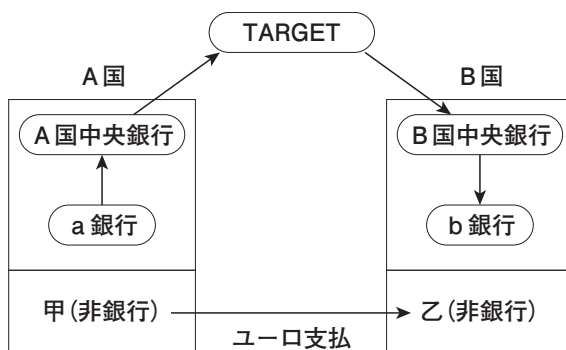 TARGET
A国
B国
A国中央銀行
B国中央銀行
a銀行
b銀行
甲(非銀行)
乙(非銀行)
ユーロ支払